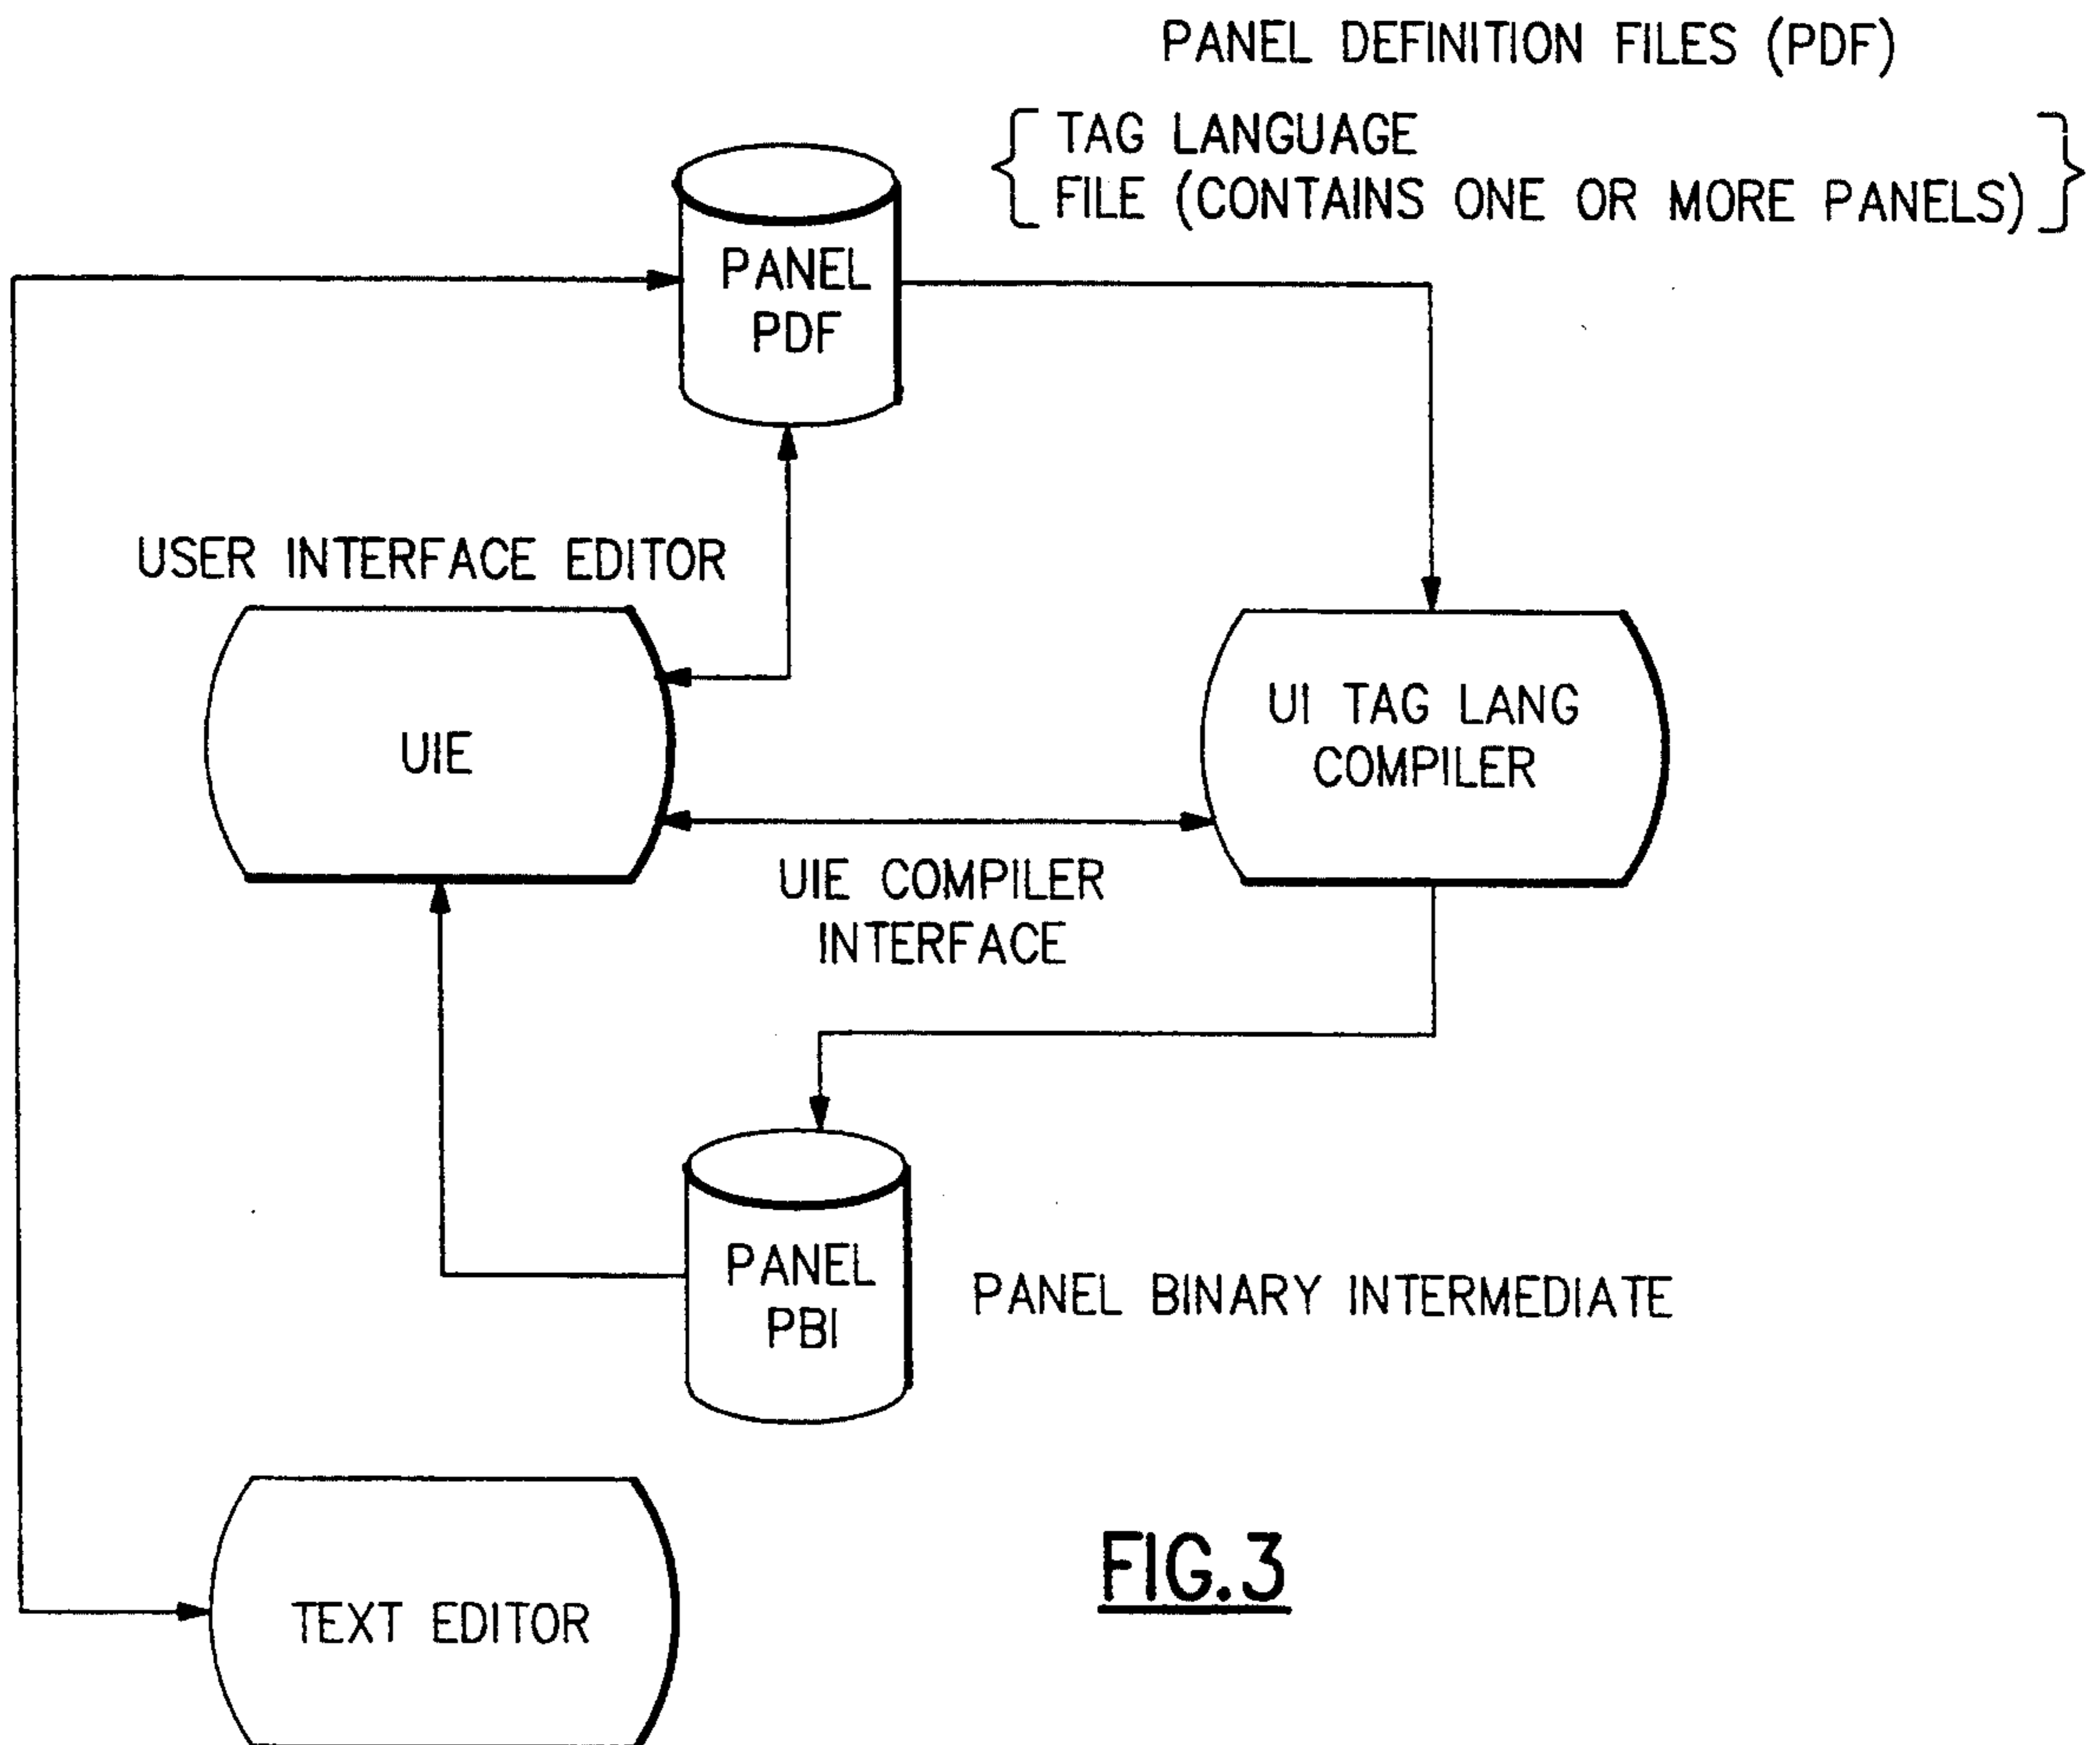 PANEL DEFINITION FILES (PDF)
TAG LANGUAGE
FILE (CONTAINS ONE OR MORE PANELS)
PANEL
PDF
USER INTERFACE EDITOR
UIE
UI TAG LANG
COMPILER
UIE COMPILER
INTERFACE
PANEL
PBI
PANEL BINARY INTERMEDIATE
TEXT EDITOR
FIG.3